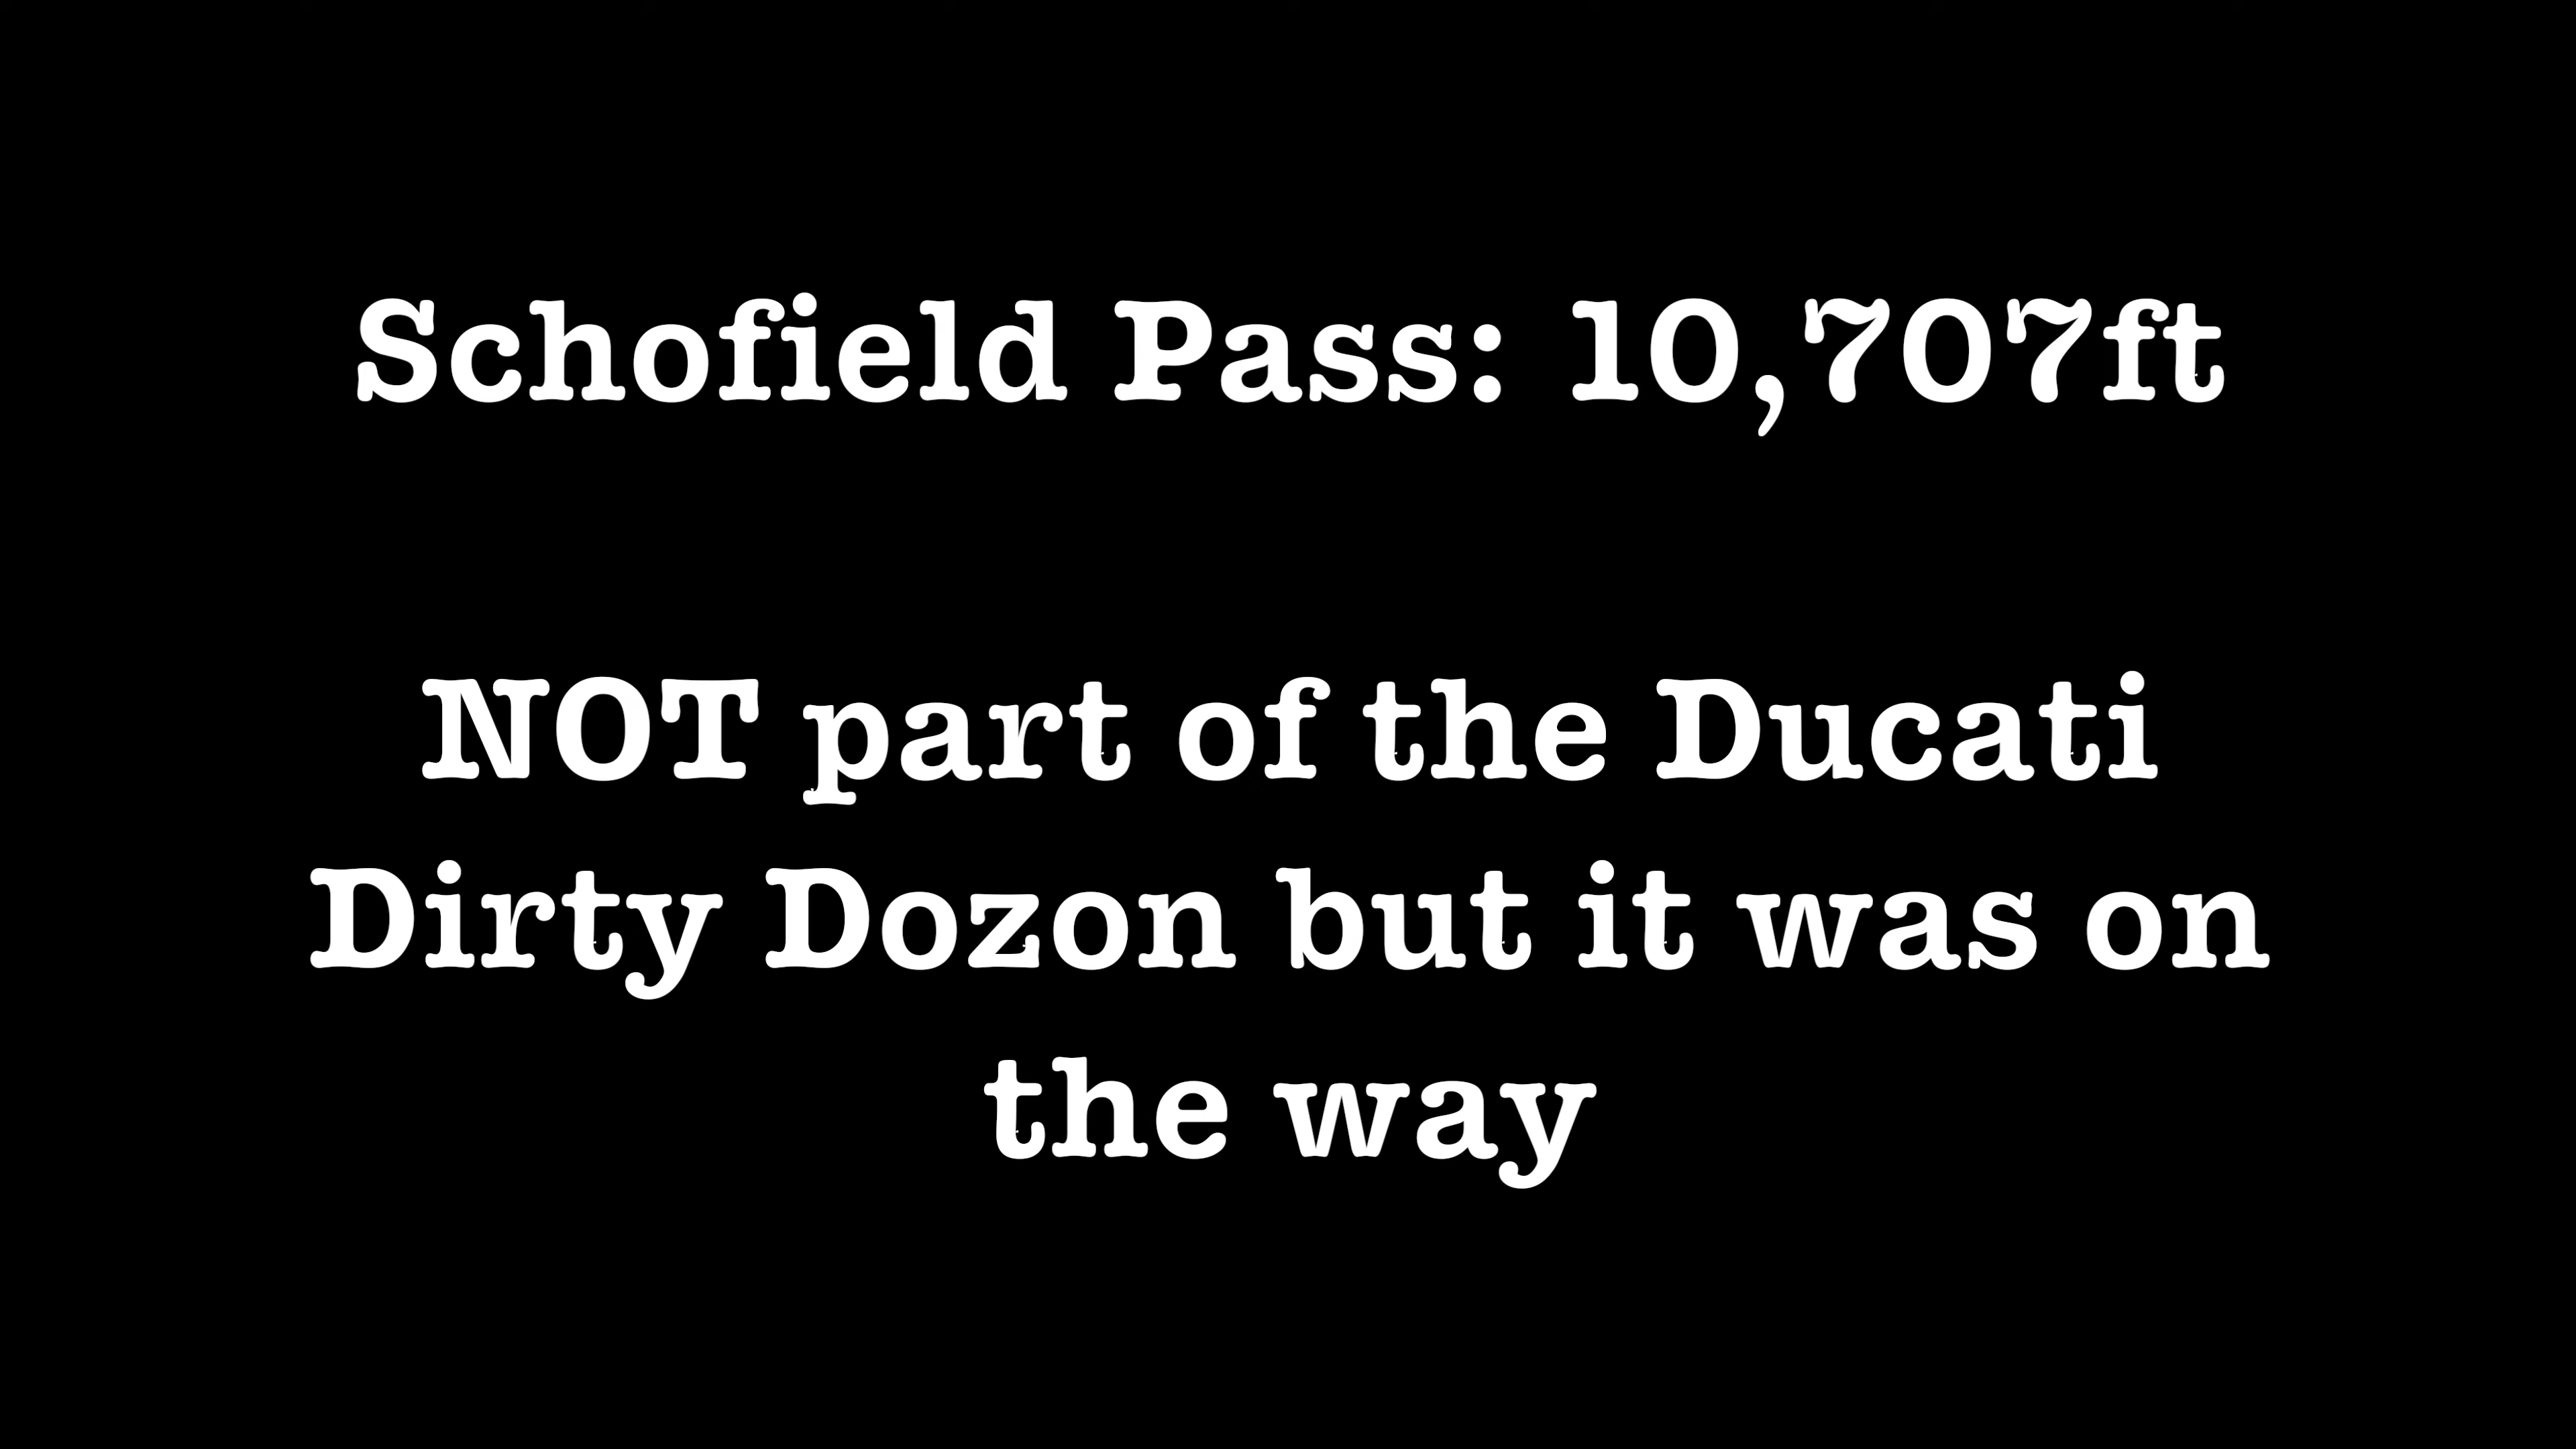 Schofield Pass: 10,707ft
NOT part of the Ducati
Dirty Dozon but it was on
the way